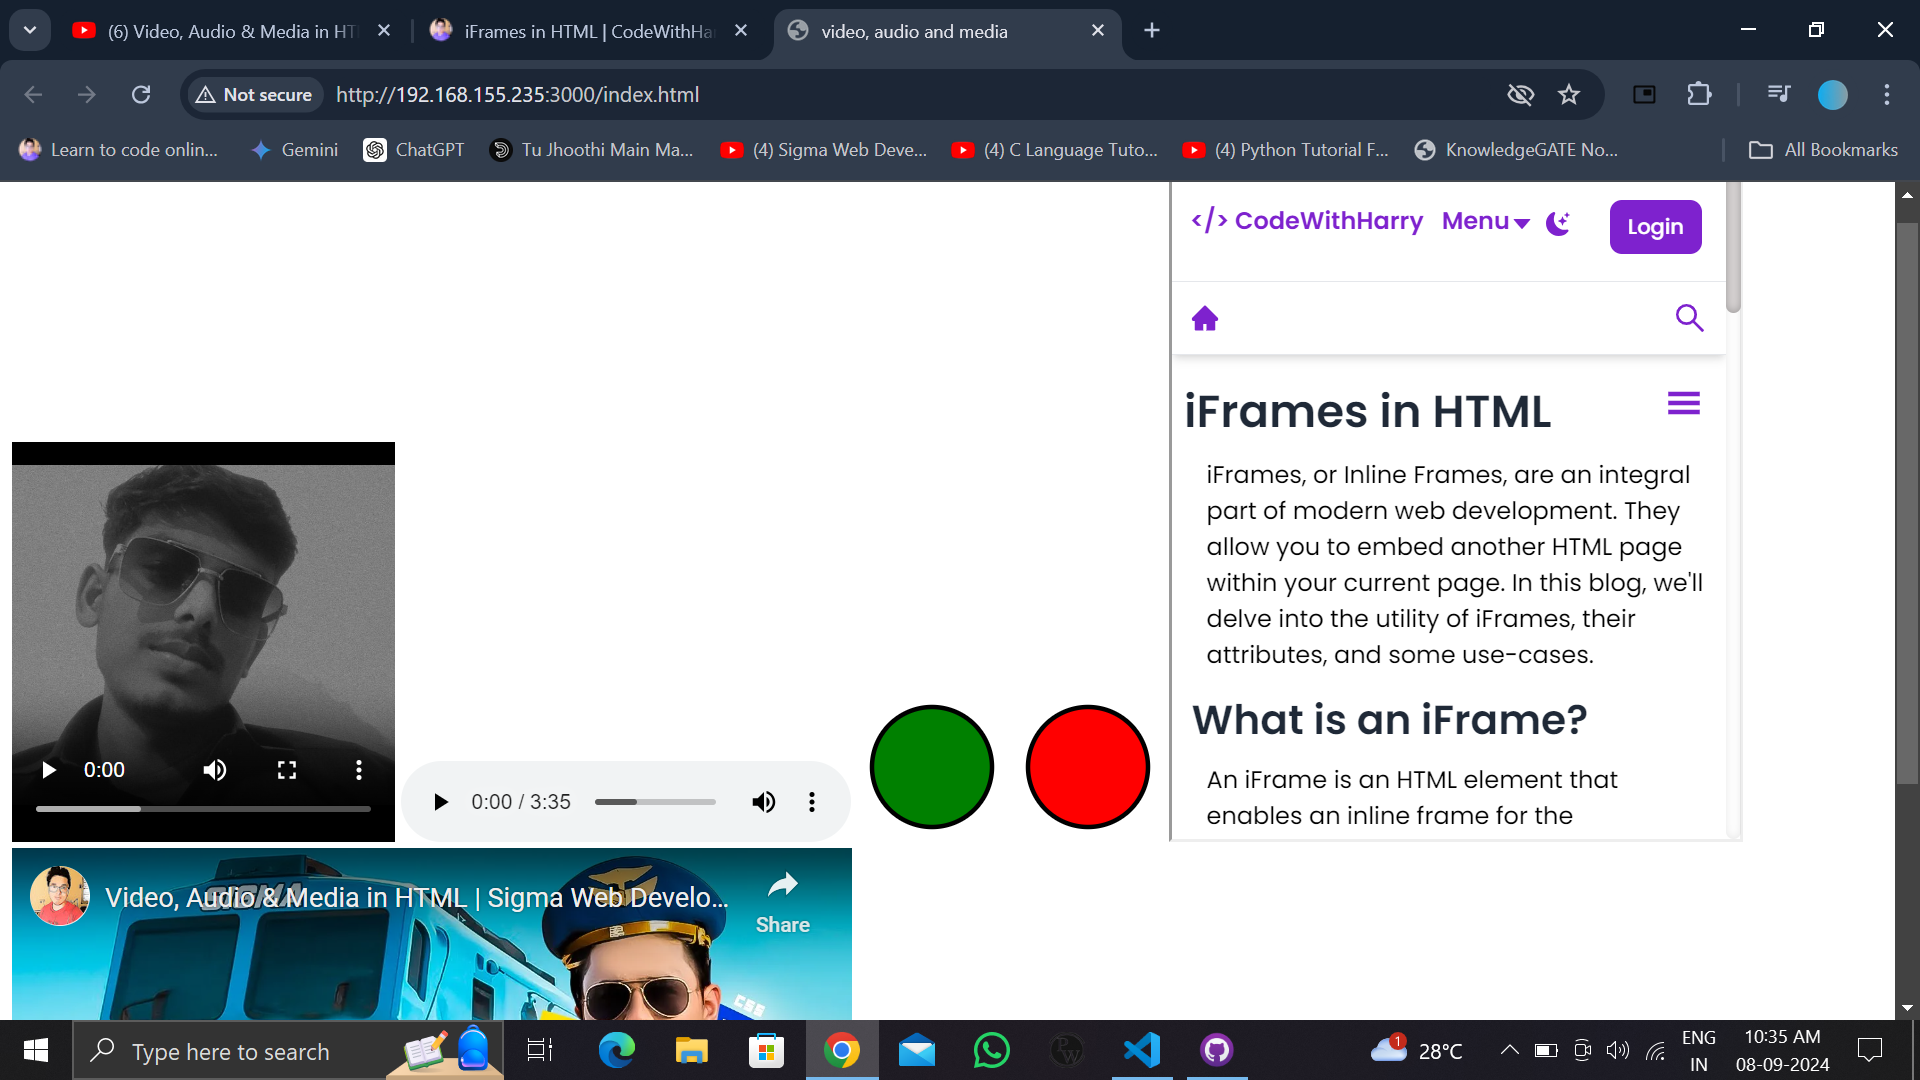 (6) Video, Audio & Media in HT
iFrames in HTML | CodeWithHa
video, audio and media
Not secure
http://192.168.155.235:3000/index.html
Learn to code onlin...
Gemini
ChatGPT
Tu Jhoothi Main Ma...
(4) Sigma Web Deve...
(4) C Language Tuto...
(4) Python Tutorial F...
KnowledgeGATE No...
All Bookmarks
</> CodeWithHarry
Menu
Login
iFrames in HTML
iFrames, or Inline Frames, are an integral
part of modern web development. They
allow you to embed another HTML page
within your current page. In this blog, we'll
delve into the utility of iFrames, their
attributes, and some use-cases.
What is an iFrame?
An iFrame is an HTML element that
enables an inline frame for the
0:00
0:00 / 3:35
SIGMA
Video, Audio & Media in HTML | Sigma Web Develo...
Share
CSS
Type here to search
1
28°C
ENG
IN
10:35 AM
08-09-2024